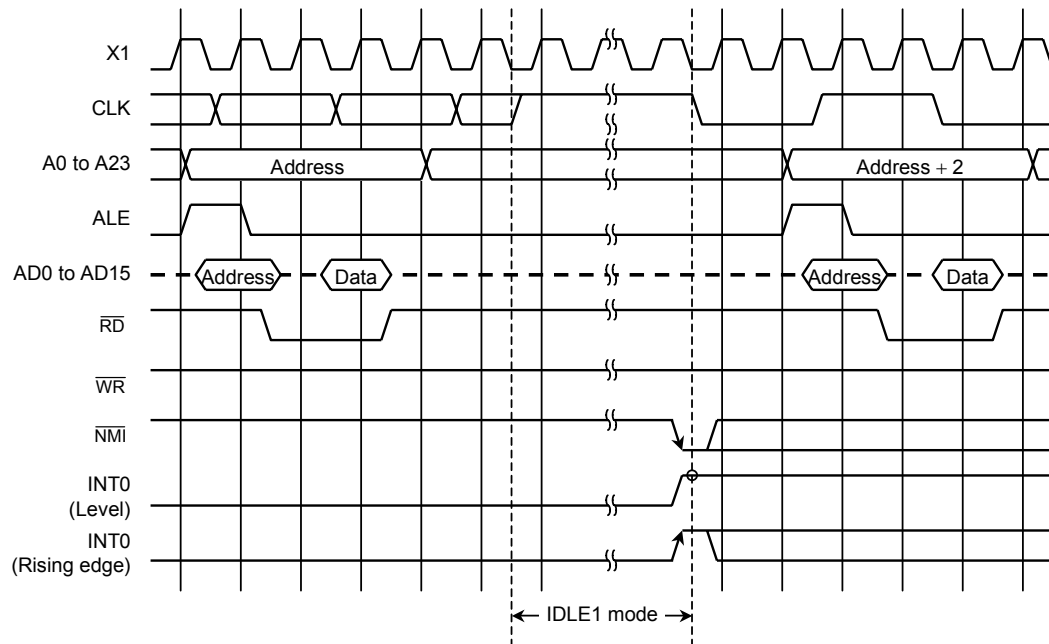 X1
CLK
A0 to A23
Address
Address + 2
ALE
AD0 to AD15
Address
Data
Address
Data
RD
WR
NMI
INT0
(Level)
INT0
(Rising edge)
IDLE1 mode